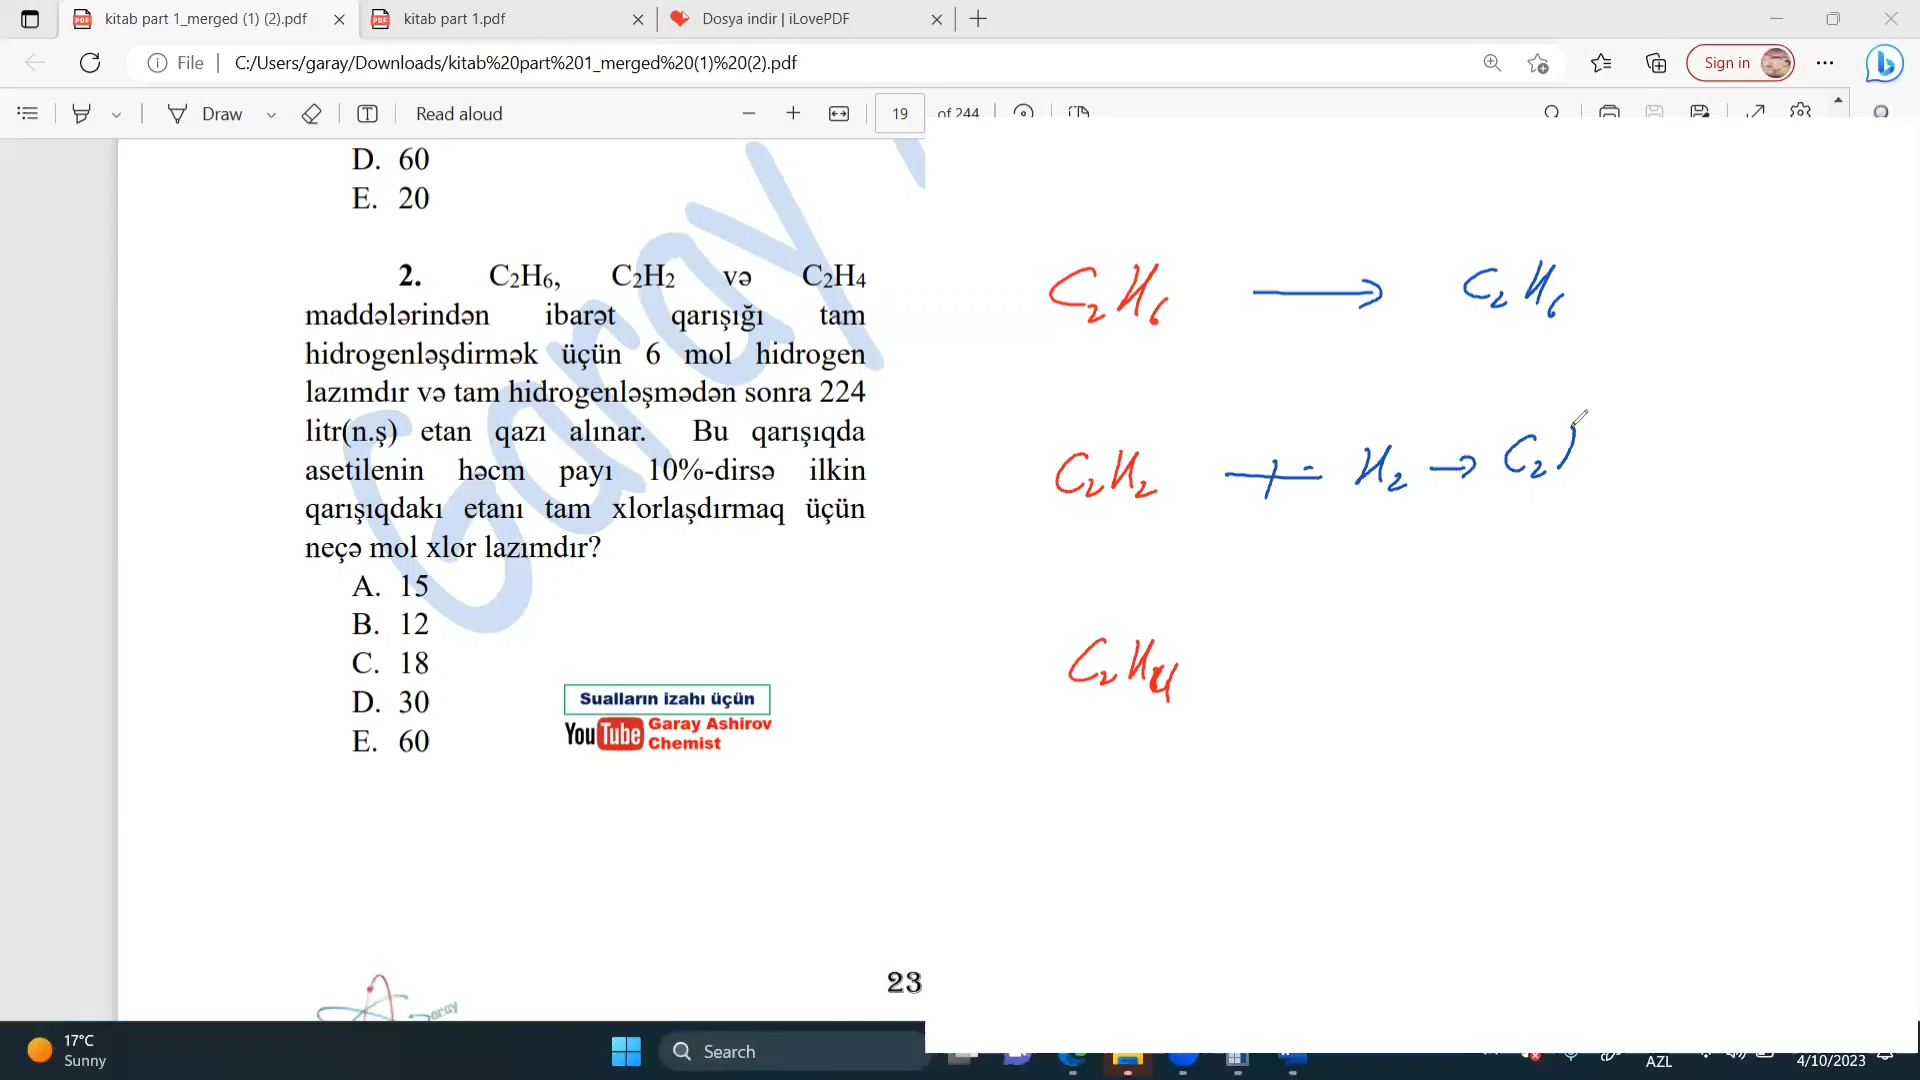 kitab part 1_merged (1) (2).pdf
kitab part 1.pdf
Dosya indir | iLovePDF
File
C:/Users/garay/Downloads/kitab%20part%201_merged%20(1)%20(2).pdf
Sign in
Draw
Read aloud
19
of 244
D. 60
E. 20
2. C2H6, C2H2 və C2H4
maddələrindən ibarət qarışığı tam
hidrogenləşdirmək üçün 6 mol hidrogen
lazımdır və tam hidrogenləşmədən sonra 224
litr(n.ş) etan qazı alınar. Bu qarışıqda
asetilenin həcm payı 10%-dirsə ilkin
qarışıqdakı etanı tam xlorlaşdırmaq üçün
neçə mol xlor lazımdır?
A. 15
B. 12
C. 18
D. 30
E. 60
Sualların izahı üçün
YouTube Garay Ashirov
Chemist
Garay
23
Garay
C2H6 → C2H6
C2H2 + H2 → C2
C2H4
17°C
Sunny
Search
AZL
4/10/2023